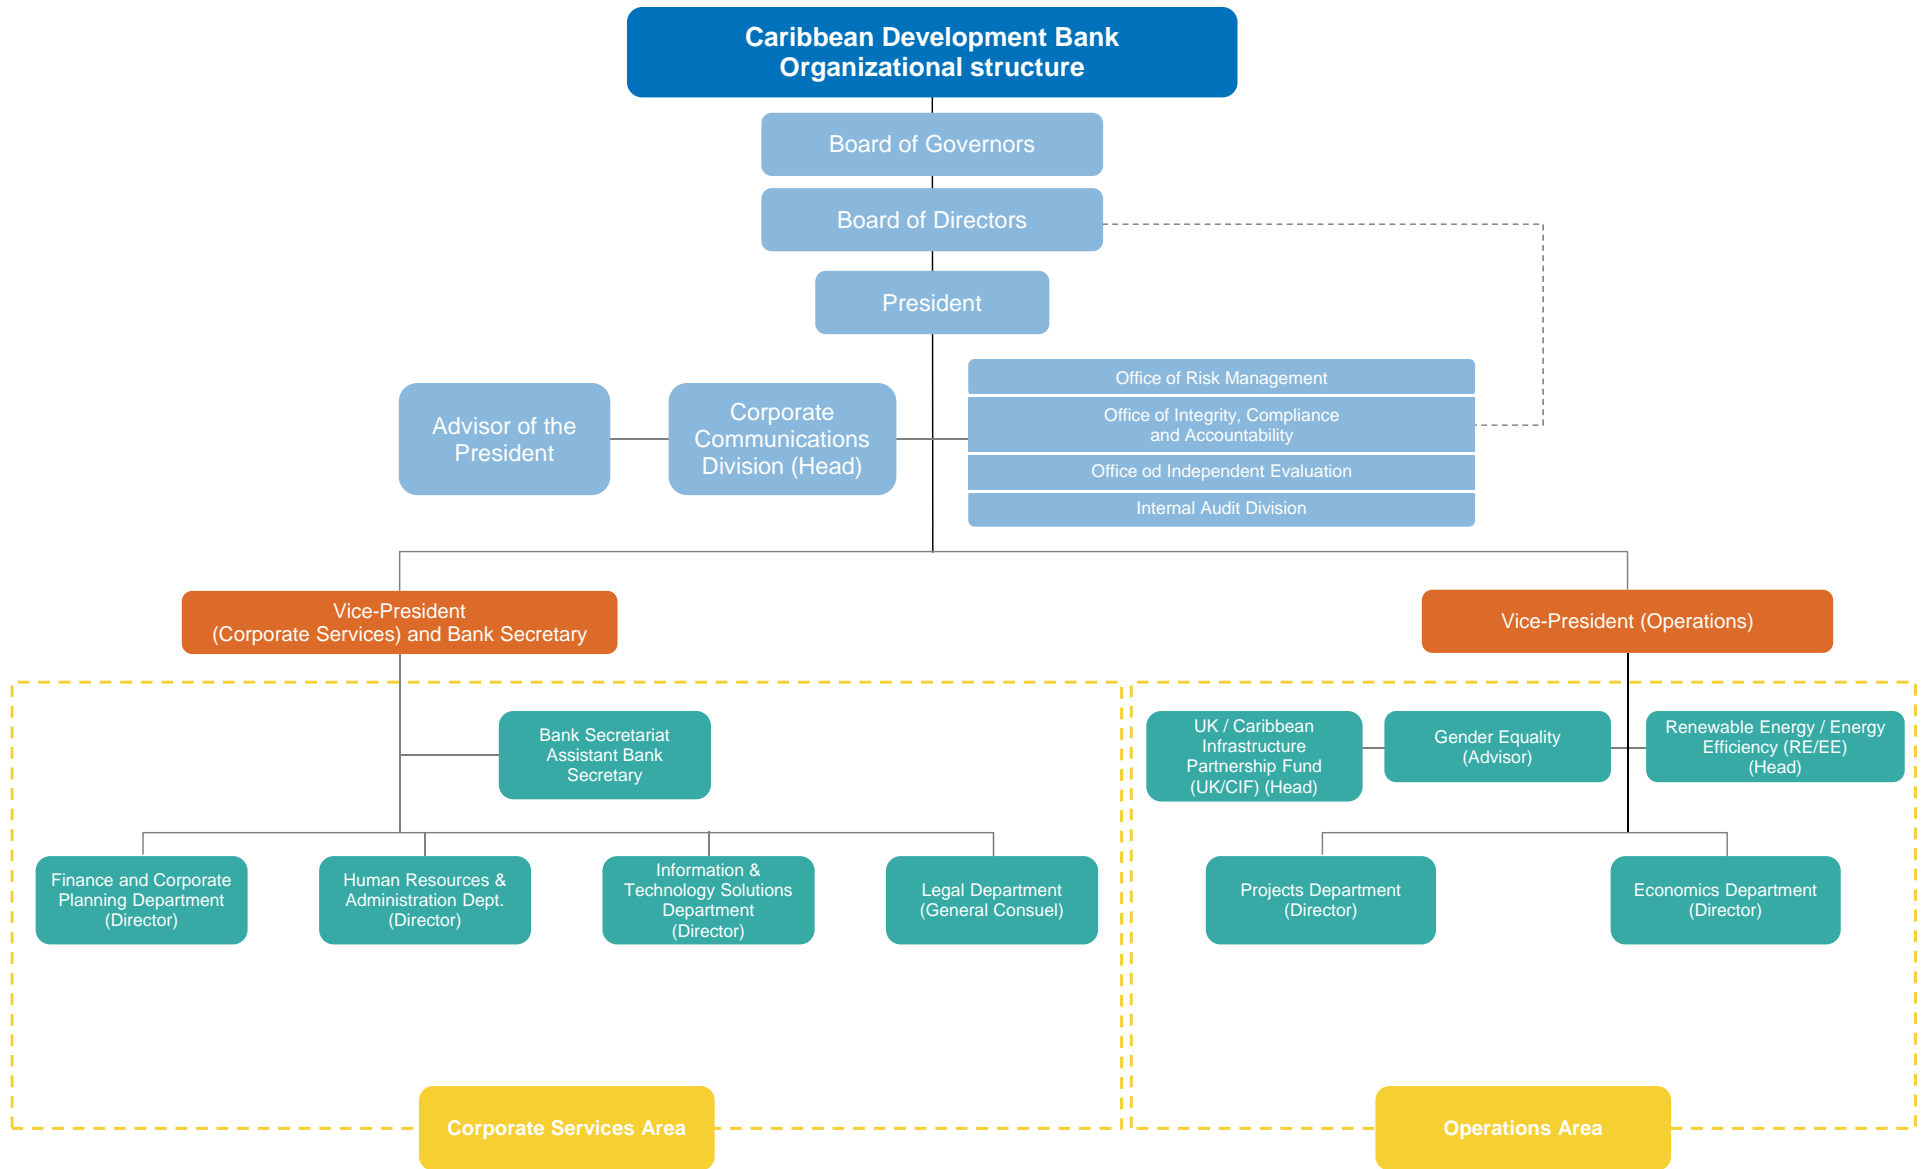 Caribbean Development Bank
Organizational structure
Board of Governors
Board of Directors
President
Advisor of the
President
Corporate
Communications
Division (Head)
Office of Risk Management
Office of Integrity, Compliance
and Accountability
Office od Independent Evaluation
Internal Audit Division
Vice-President
(Corporate Services) and Bank Secretary
Vice-President (Operations)
Bank Secretariat
Assistant Bank
Secretary
UK / Caribbean
Infrastructure
Partnership Fund
(UK/CIF) (Head)
Gender Equality
(Advisor)
Renewable Energy / Energy
Efficiency (RE/EE)
(Head)
Finance and Corporate
Planning Department
(Director)
Human Resources &
Administration Dept.
(Director)
Information &
Technology Solutions
Department
(Director)
Legal Department
(General Consuel)
Projects Department
(Director)
Economics Department
(Director)
Corporate Services Area
Operations Area